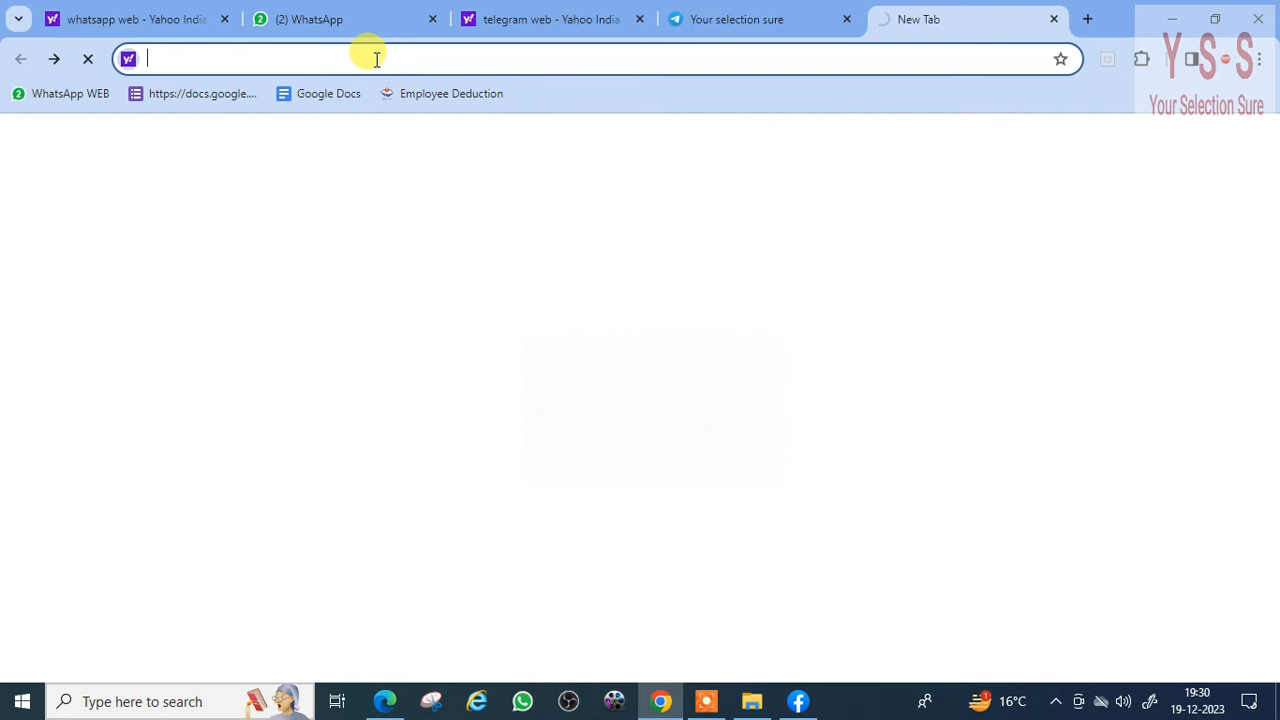 whatsapp web - Yahoo India
(2) WhatsApp
telegram web - Yahoo India
Your selection sure
New Tab
y!
WhatsApp WEB
https://docs.google....
Google Docs
Employee Deduction
Y S S
Your Selection Sure
Type here to search
16°C
19:30
19-12-2023